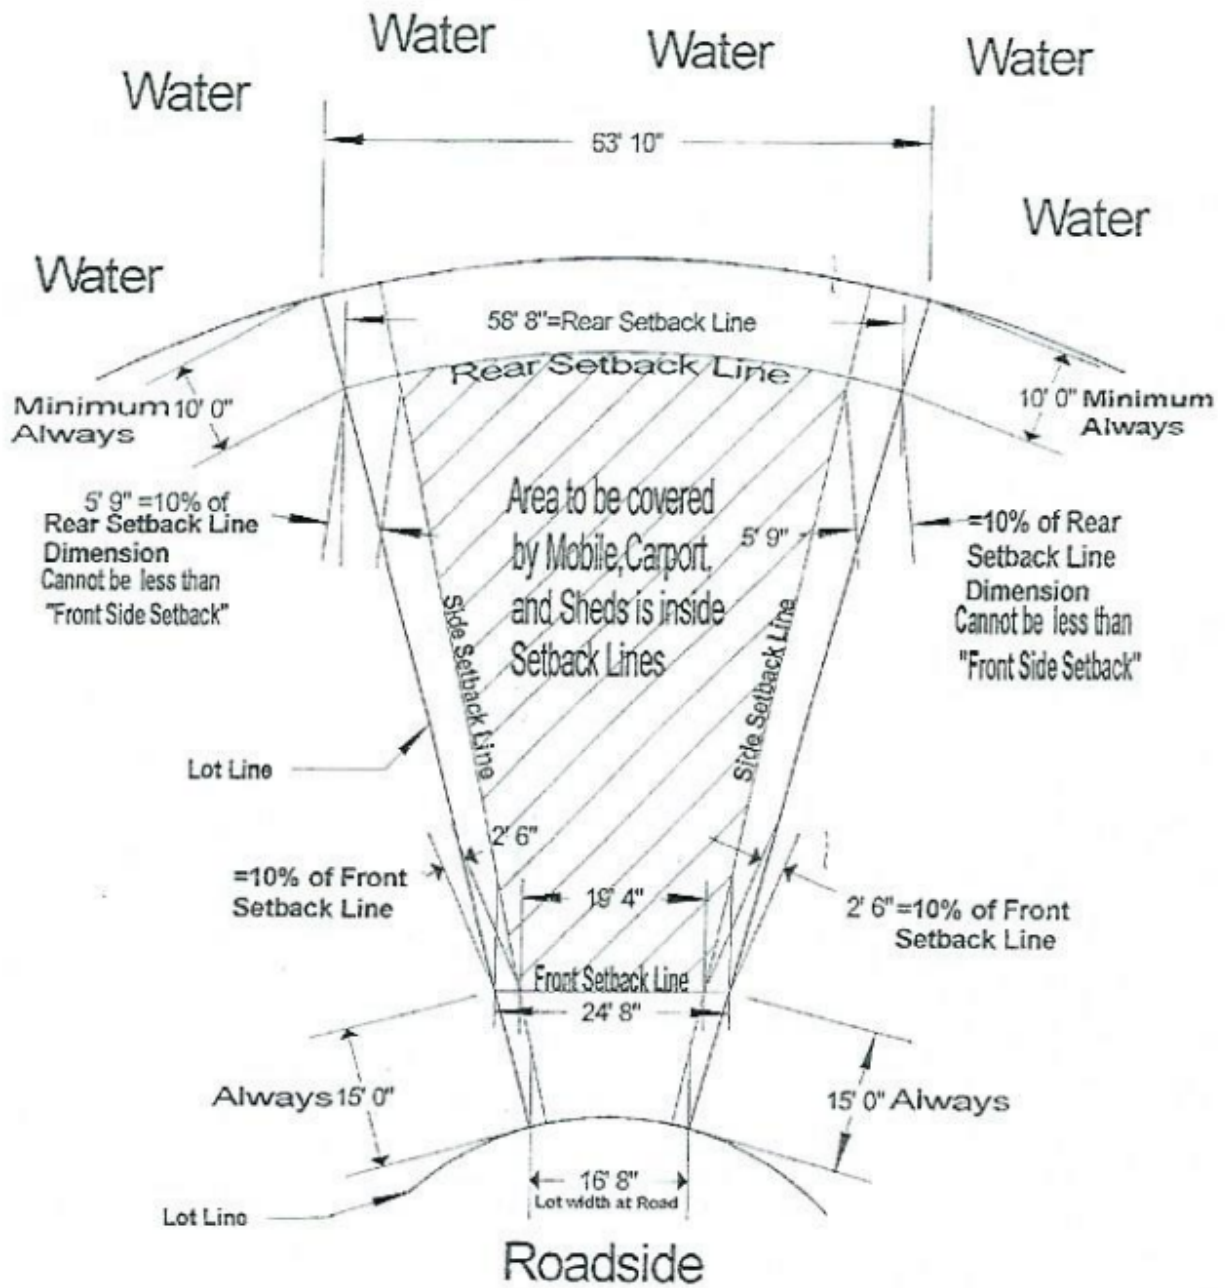 Water
Water
Water
Water
63' 10"
Water
Water
58' 8"=Rear Setback Line
Rear Setback Line
Minimum 10' 0"
Always
10' 0" Minimum
Always
5' 9" =10% of
Rear Setback Line
Dimension
Cannot be less than
"Front Side Setback"
Area to be covered
by Mobile, Carport,
and Sheds is inside
Setback Lines
5' 9"
=10% of Rear
Setback Line
Dimension
Cannot be less than
"Front Side Setback"
Side Setback Line
Side Setback Line
Lot Line
2' 6"
=10% of Front
Setback Line
19' 4"
2' 6"=10% of Front
Setback Line
Front Setback Line
24' 8"
Always 15' 0"
15' 0" Always
16' 8"
Lot width at Road
Lot Line
Roadside